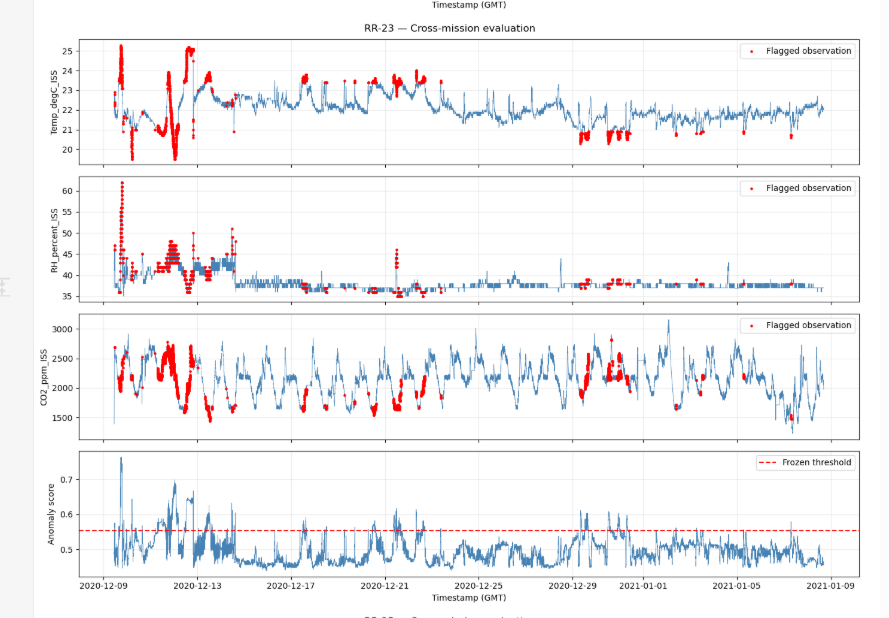 Timestamp (GMT)
RR-23 — Cross-mission evaluation
Temp_degC_ISS
25
24
23
22
21
20
Flagged observation
RH_percent_ISS
60
55
50
45
40
35
Flagged observation
CO2_ppm_ISS
3000
2500
2000
1500
Flagged observation
Anomaly score
0.7
0.6
0.5
Frozen threshold
2020-12-09 2020-12-13 2020-12-17 2020-12-21 2020-12-25 2020-12-29 2021-01-01 2021-01-05 2021-01-09
Timestamp (GMT)